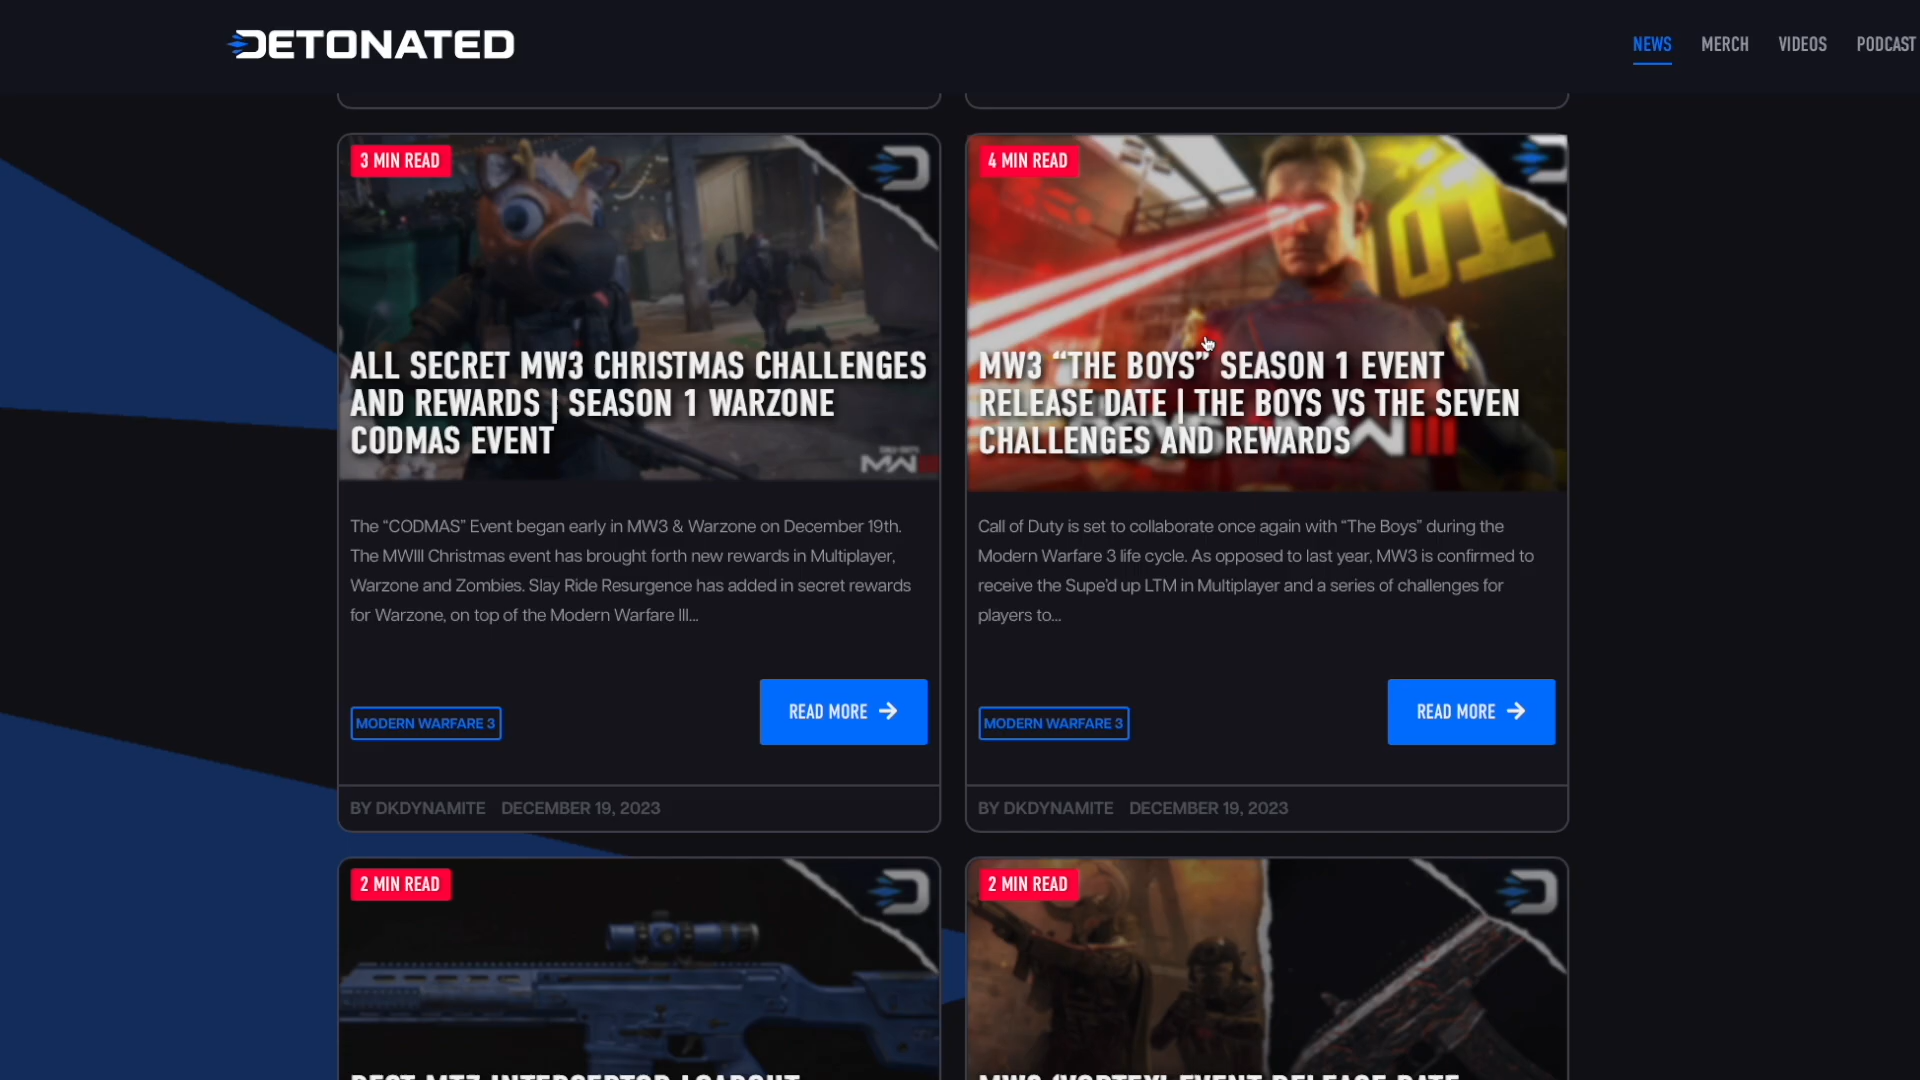 DETONATED
NEWS MERCH VIDEOS PODCAST
3 MIN READ
ALL SECRET MW3 CHRISTMAS CHALLENGES
AND REWARDS | SEASON 1 WARZONE
CODMAS EVENT
The “CODMAS” Event began early in MW3 & Warzone on December 19th.
The MWIII Christmas event has brought forth new rewards in Multiplayer,
Warzone and Zombies. Slay Ride Resurgence has added in secret rewards
for Warzone, on top of the Modern Warfare III...
READ MORE
MODERN WARFARE 3
BY DKDYNAMITE DECEMBER 19, 2023
4 MIN READ
MW3 “THE BOYS” SEASON 1 EVENT
RELEASE DATE | THE BOYS VS THE SEVEN
CHALLENGES AND REWARDS
Call of Duty is set to collaborate once again with “The Boys” during the
Modern Warfare 3 life cycle. As opposed to last year, MW3 is confirmed to
receive the Supe’d up LTM in Multiplayer and a series of challenges for
players to...
READ MORE
MODERN WARFARE 3
BY DKDYNAMITE DECEMBER 19, 2023
2 MIN READ
BEST MTZ INTERCEPTOR LOADOUT
2 MIN READ
MW3 ‘VORTEX’ EVENT RELEASE DATE